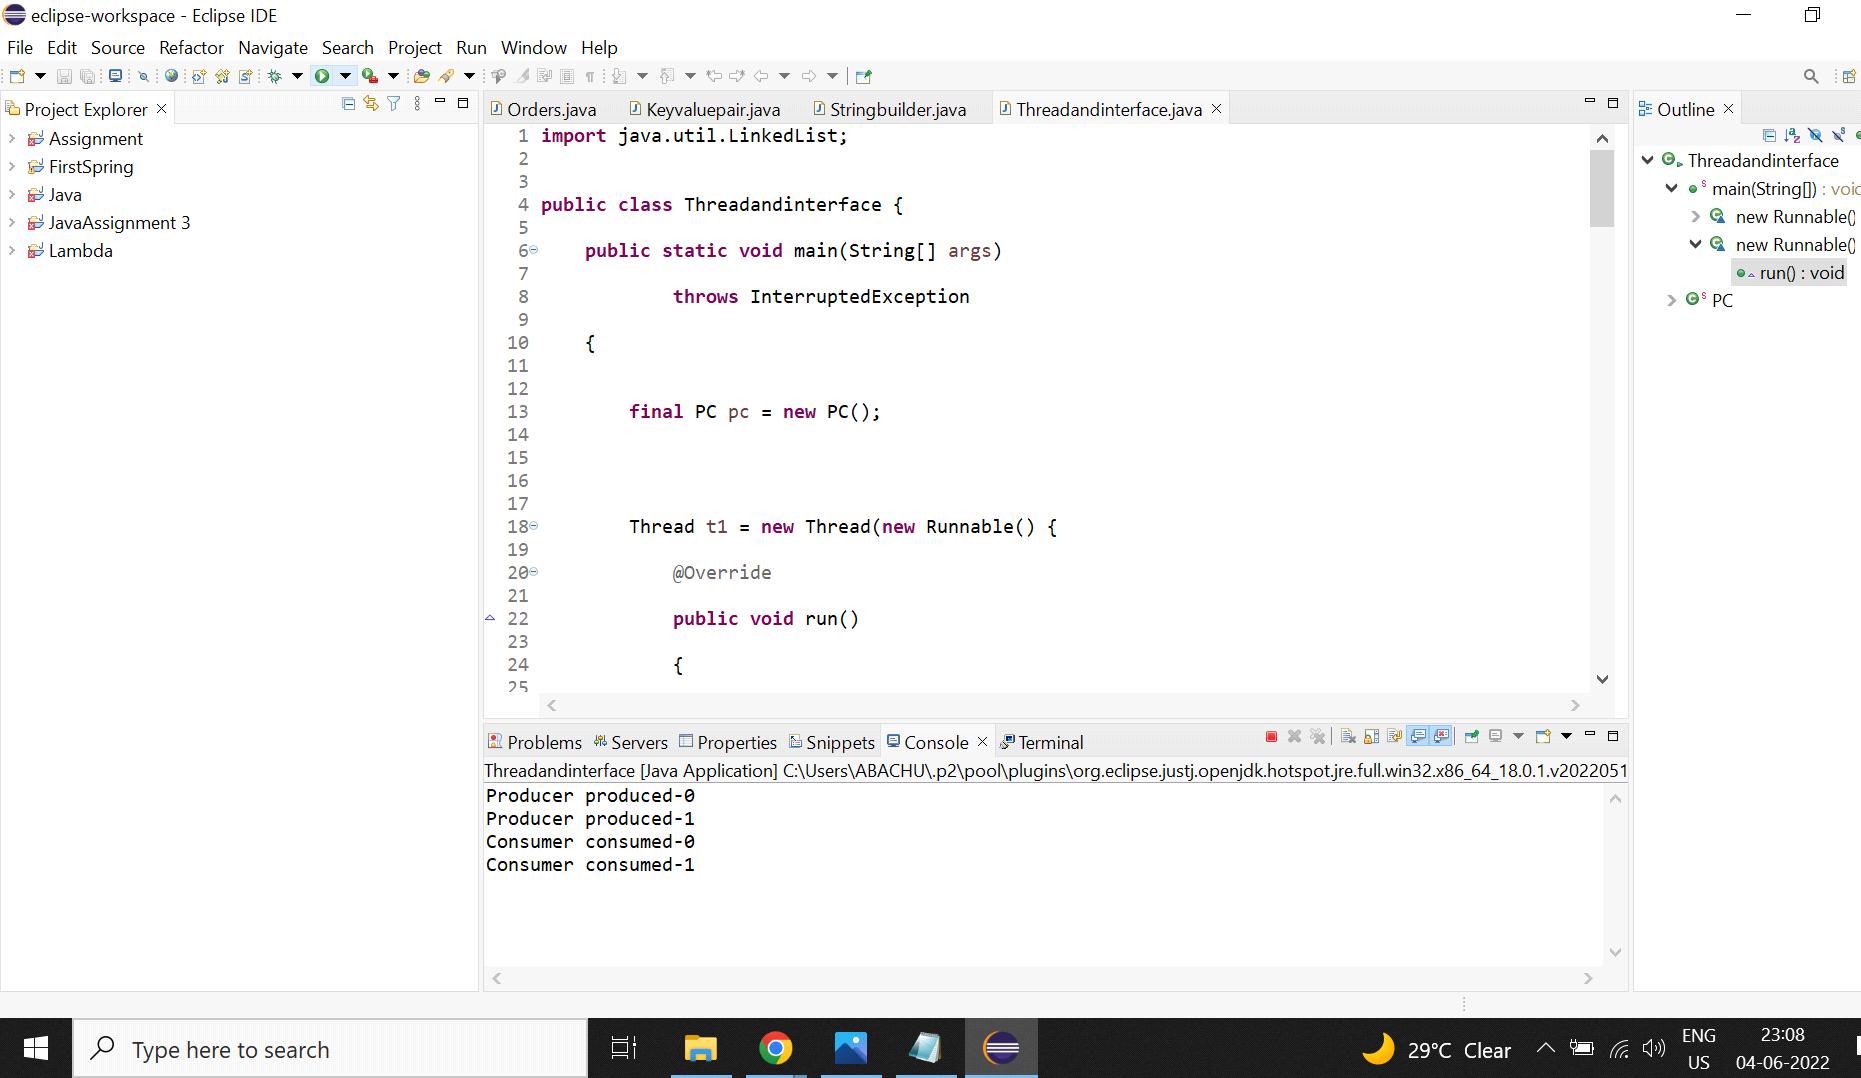 eclipse-workspace - Eclipse IDE
File Edit Source Refactor Navigate Search Project Run Window Help
Project Explorer
Assignment
FirstSpring
Java
JavaAssignment 3
Lambda
Orders.java Keyvaluepair.java Stringbuilder.java Threadandinterface.java
1 import java.util.LinkedList;
2
3
4 public class Threadandinterface {
5
6 public static void main(String[] args)
7
8 throws InterruptedException
9
10 {
11
12
13 final PC pc = new PC();
14
15
16
17
18 Thread t1 = new Thread(new Runnable() {
19
20 @Override
21
22 public void run()
23
24 {
25
Outline
Threadandinterface
main(String[]) : void
new Runnable()
new Runnable()
run() : void
PC
Problems Servers Properties Snippets Console Terminal
Threadandinterface [Java Application] C:\Users\ABACHU\.p2\pool\plugins\org.eclipse.justj.openjdk.hotspot.jre.full.win32.x86_64_18.0.1.v2022051
Producer produced-0
Producer produced-1
Consumer consumed-0
Consumer consumed-1
Type here to search
29°C Clear
ENG
US
23:08
04-06-2022